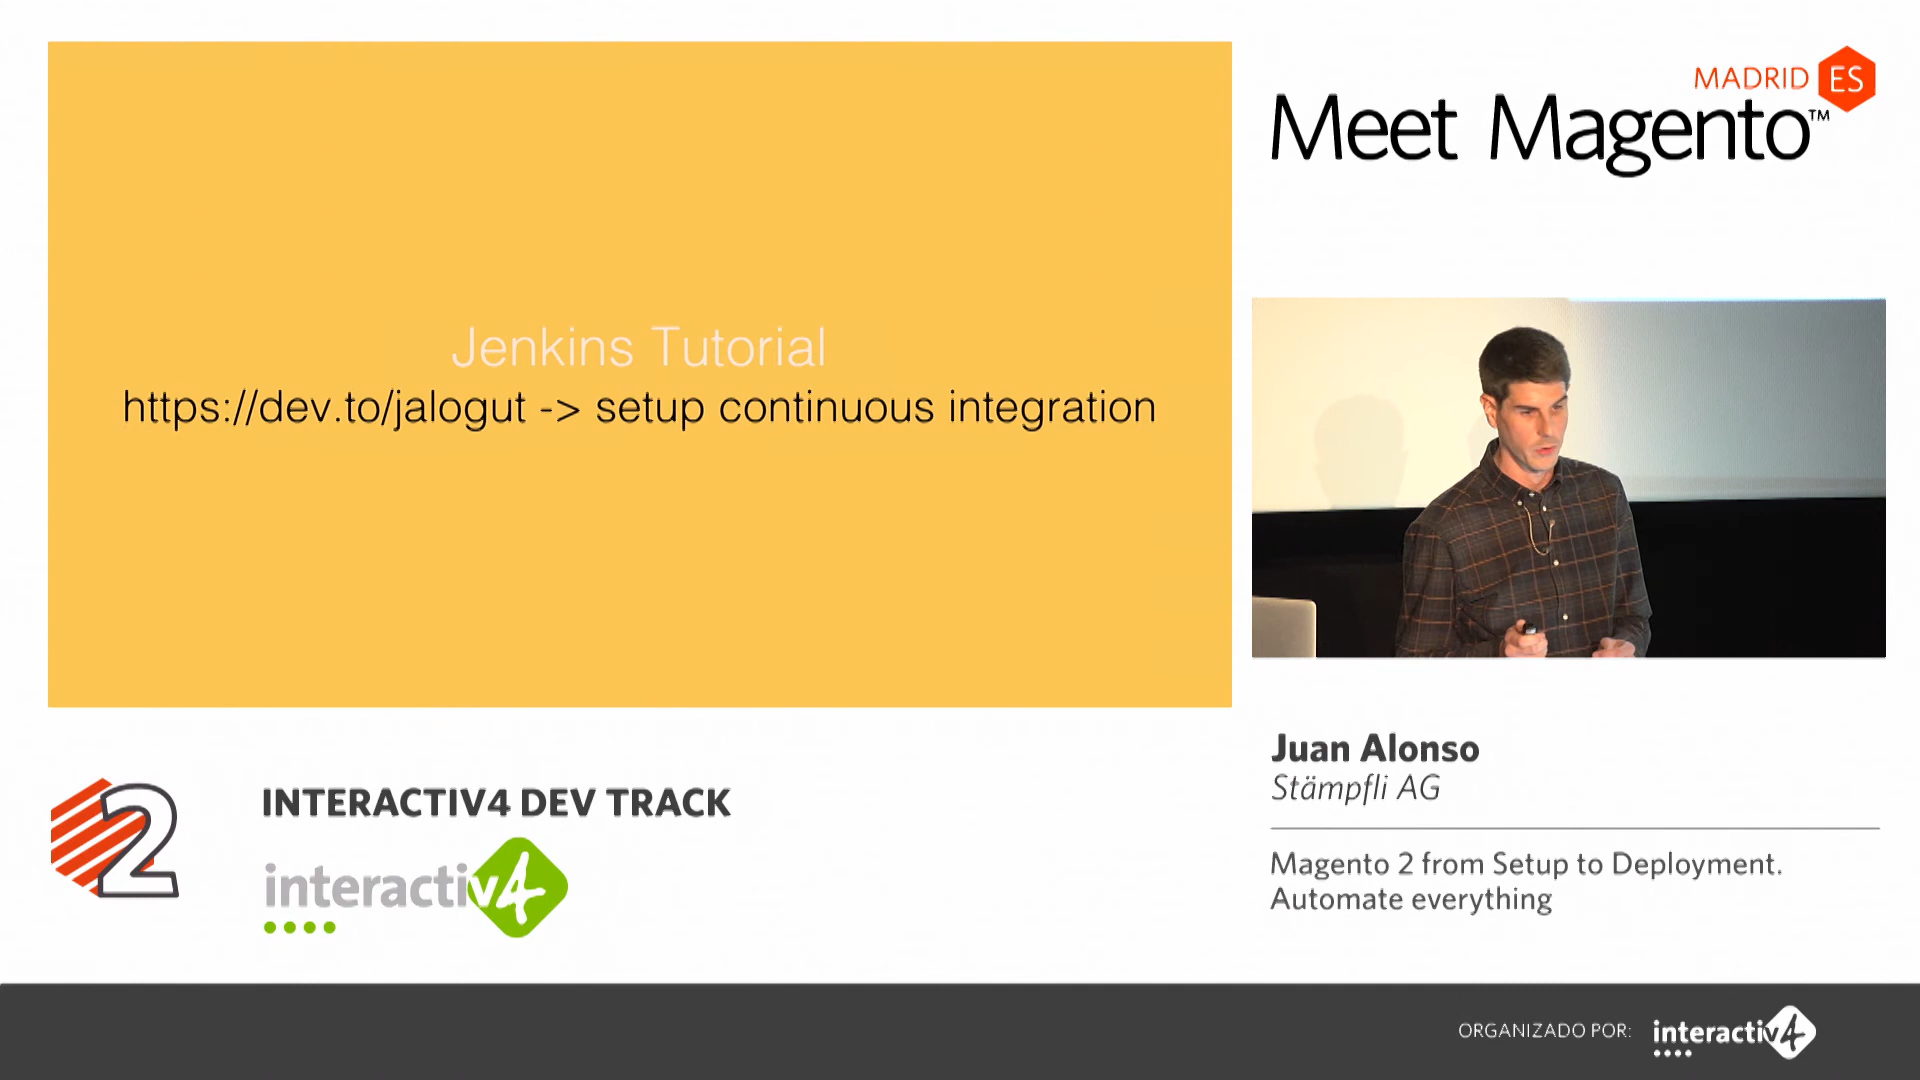 Jenkins Tutorial
https://dev.to/jalogut -> setup continuous integration
MADRID ES
Meet Magento™
Juan Alonso
Stämpfli AG
Magento 2 from Setup to Deployment.
Automate everything
2
INTERACTIV4 DEV TRACK
interactiv4
ORGANIZADO POR:
interactiv4